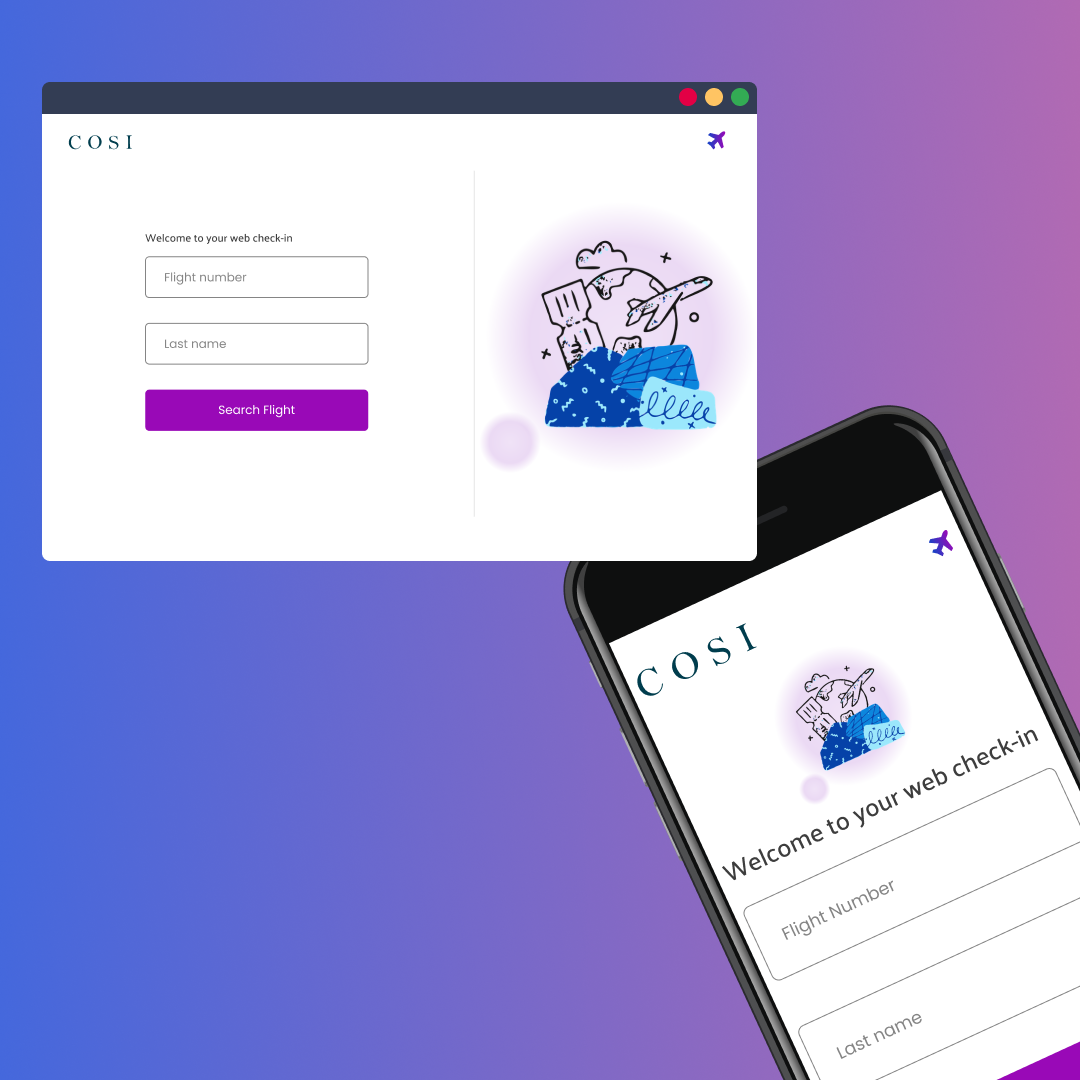 COSI
Welcome to your web check-in
Flight number
Last name
Search Flight
COSI
Welcome to your web check-in
Flight Number
Last name